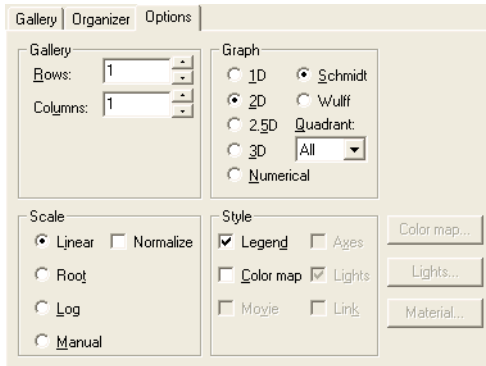 Gallery Organizer Options
Gallery
Rows: 1
Columns: 1
Graph
1D Schmidt
2D Wulff
2.5D Quadrant:
3D All
Numerical
Scale
Linear Normalize
Root
Log
Manual
Style
Legend Axes
Color map Lights
Movie Link
Color map...
Lights...
Material...